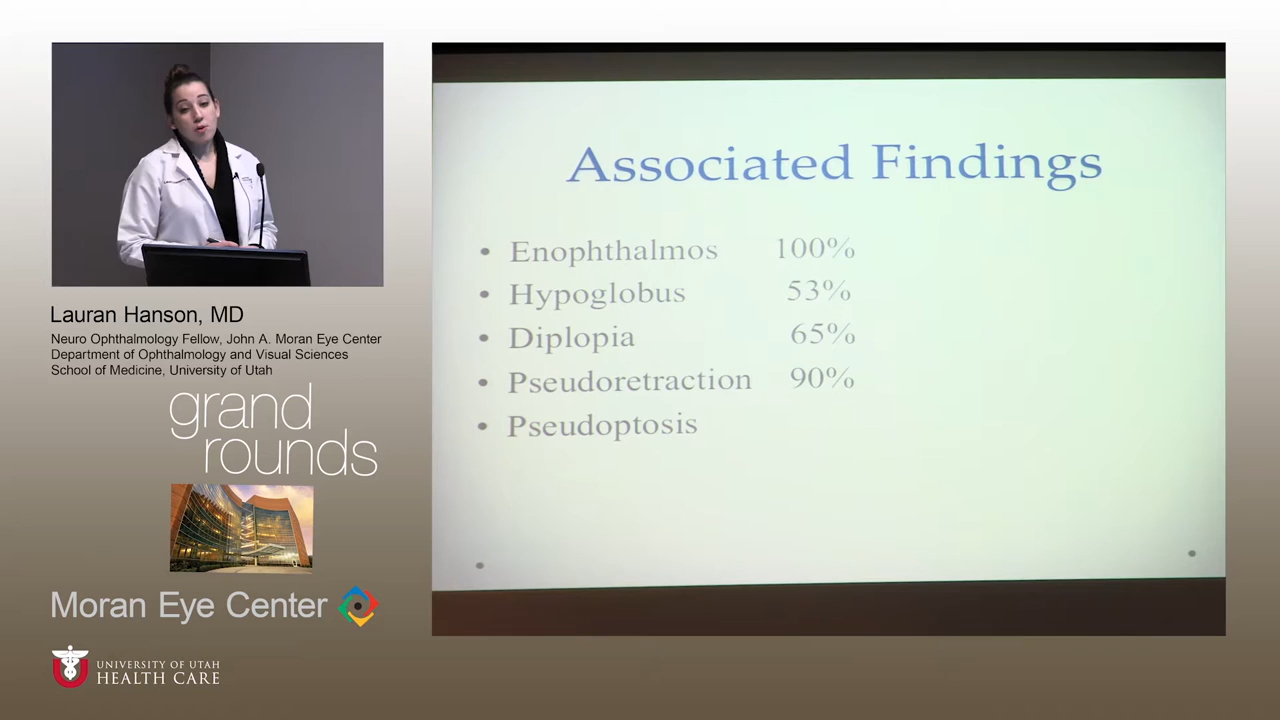 Lauran Hanson, MD
Neuro Ophthalmology Fellow, John A. Moran Eye Center
Department of Ophthalmology and Visual Sciences
School of Medicine, University of Utah
grand
rounds
Moran Eye Center
U
UNIVERSITY OF UTAH
HEALTH CARE
Associated Findings
• Enophthalmos 100%
• Hypoglobus 53%
• Diplopia 65%
• Pseudoretraction 90%
• Pseudoptosis